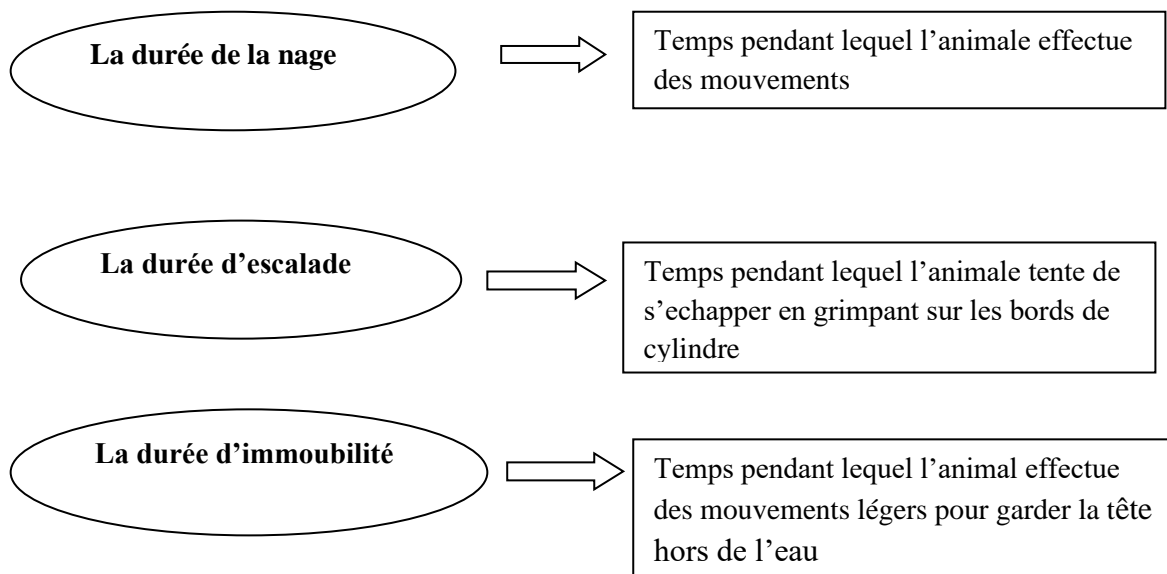 La durée de la nage
Temps pendant lequel l’animale effectue
des mouvements
La durée d’escalade
Temps pendant lequel l’animale tente de
s’echapper en grimpant sur les bords de
cylindre
La durée d’immoubilité
Temps pendant lequel l’animal effectue
des mouvements légers pour garder la tête
hors de l’eau